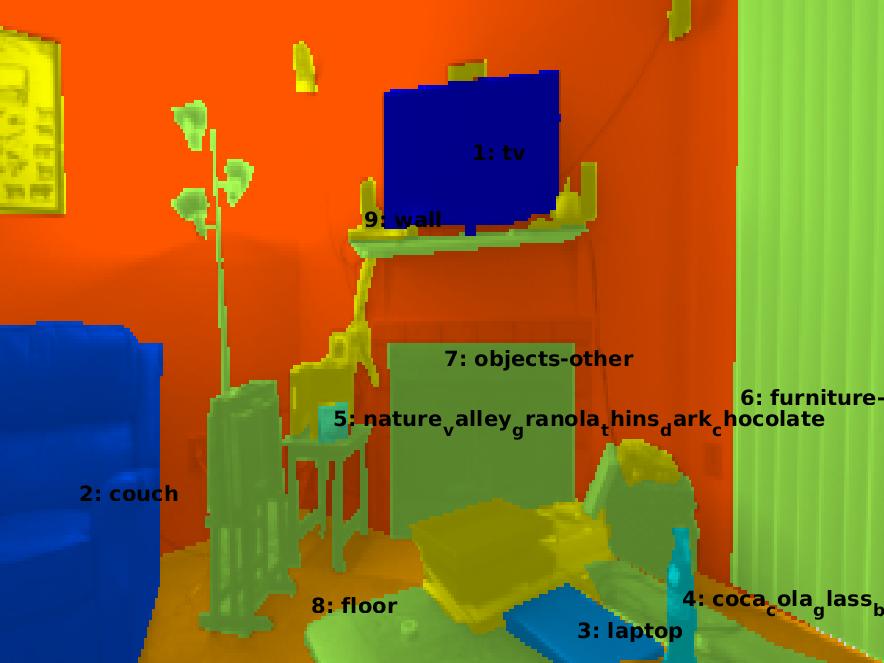 1: tv
9: wall
7: objects-other
6: furniture-
5: naturevalleygranolathinsdarkchocolate
2: couch
4: cocacolaglassb
8: floor
3: laptop